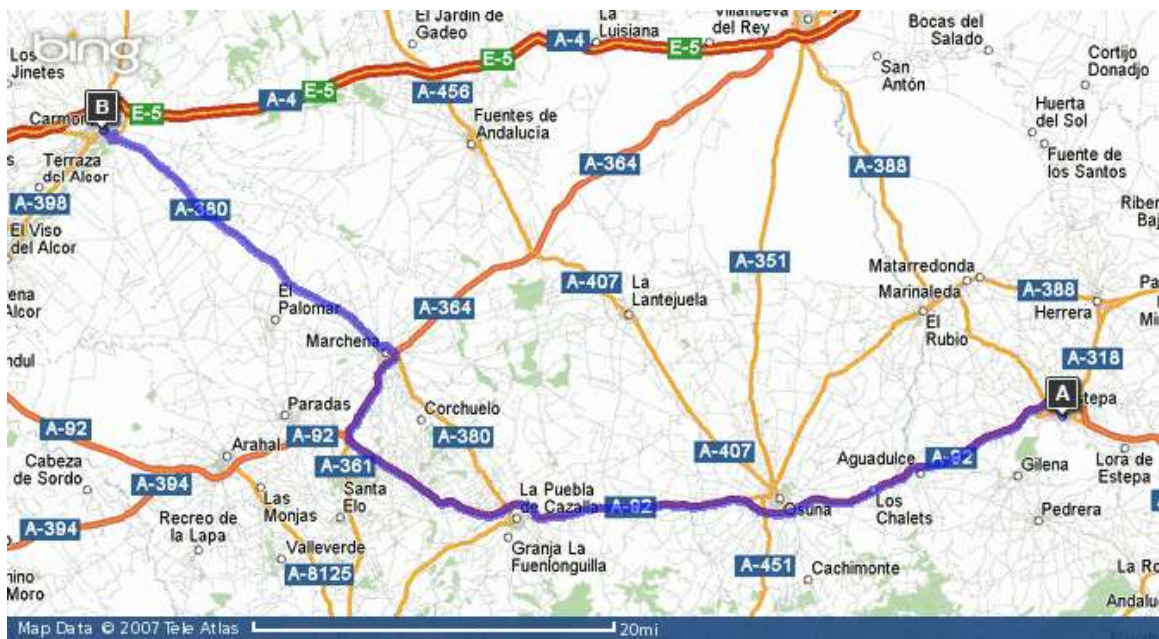 El Jardin de
Gadeo
La
Luisiana
Villanueva
del Rey
Bocas del
Salado
Los
Jinetes
bing
E-5
A-4
E-5
Cortijo
Donadjo
San
Antón
B
E-5
A-4
E-5
A-456
Fuentes de
Andalucía
Huerta
del Sol
Terraza
del Alcor
A-364
A-388
Fuente de
los Santos
A-398
A-380
El Viso
del Alcor
A-351
Matarredonda
A-407
La
Lantejuela
Marinaleda
A-388
Herrera
El
Palomar
A-364
El
Rubio
Marchena
A-318
A
Paradas
Corchuelo
A-92
A-92
Arahal
A-380
A-407
Aguadulce
A-92
Cabeza
de Sordo
A-361
Gilena
Lora de
Estepa
A-394
Santa
Elo
La Puebla
de Cazalla
A-92
Osuna
Los
Chalets
Las
Monjas
Pedrera
A-394
Recreo de
la Lapa
Granja La
Fuenlonguilla
Valleverde
A-8125
A-451
Cachimonte
Map Data © 2007 Tele Atlas
20mi